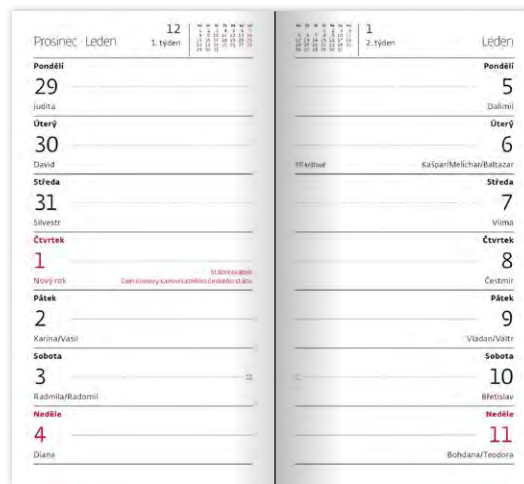 Prosinec · Leden
12
1. týden
Pondělí
29
Judita
Úterý
30
David
Středa
31
Silvestr
Čtvrtek
1
Nový rok
Státní svátek
Den obnovy samostatného českého státu
Pátek
2
Karina/Vasil
Sobota
3
Radmila/Radomil
Neděle
4
Diana
1
2. týden
Leden
Pondělí
5
Dalimil
Úterý
6
Tři králové
Kašpar/Melichar/Baltazar
Středa
7
Vilma
Čtvrtek
8
Čestmír
Pátek
9
Vladan/Valtr
Sobota
10
Břetislav
Neděle
11
Bohdana/Teodora